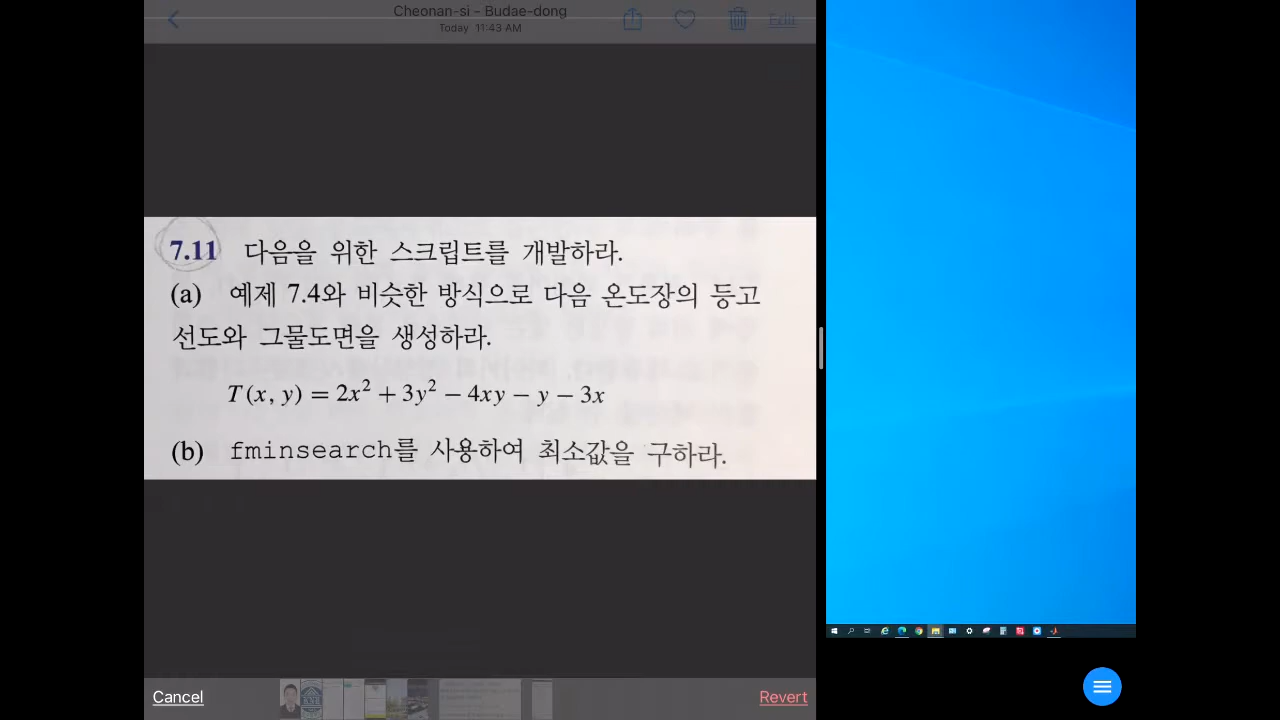 Cheonan-si - Budae-dong
Today 11:43 AM
Edit
7.11 다음을 위한 스크립트를 개발하라.
(a) 예제 7.4와 비슷한 방식으로 다음 온도장의 등고
선도와 그물도면을 생성하라.
T(x, y) = 2x² + 3y² − 4xy − y − 3x
(b) fminsearch를 사용하여 최소값을 구하라.
Cancel
Revert